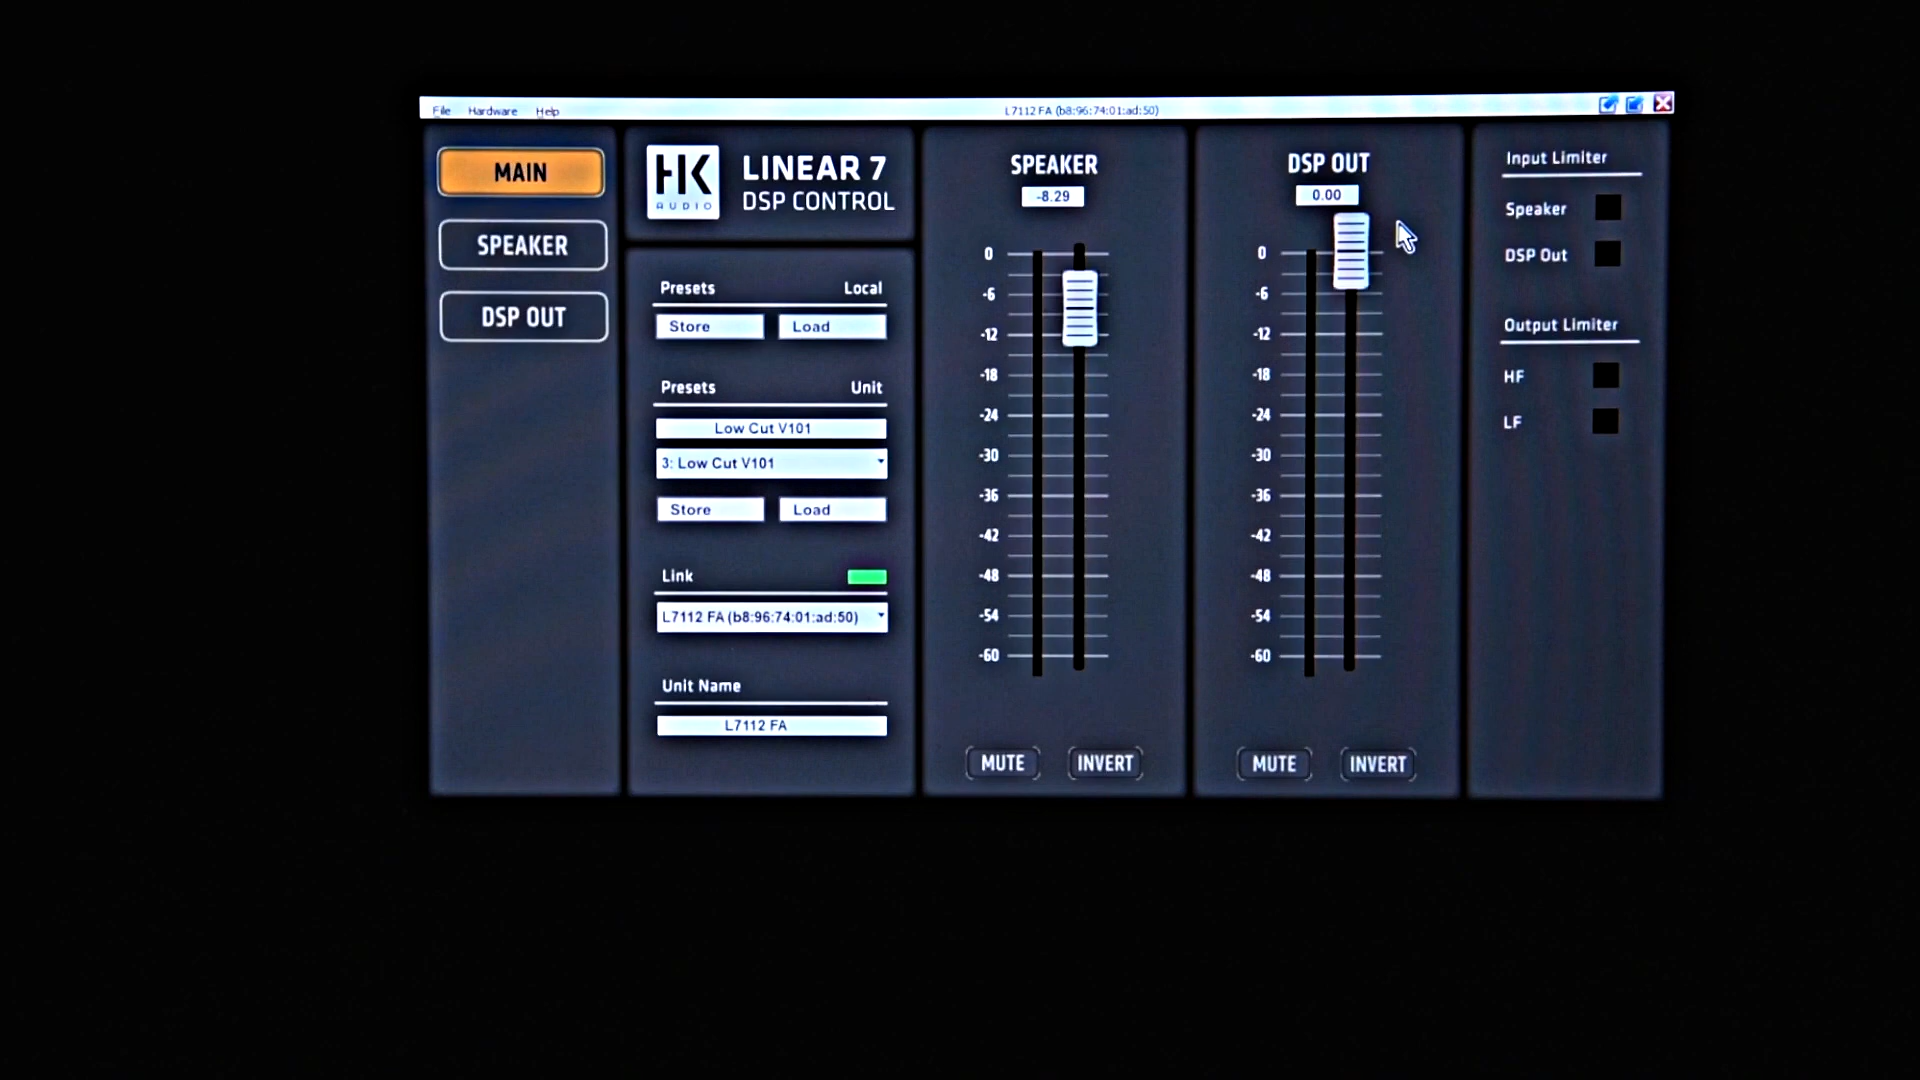 File Hardware Help L7112 FA (b8:96:74:01:ad:50)
MAIN
SPEAKER
DSP OUT
HK
AUDIO
LINEAR 7
DSP CONTROL
Presets Local
Store Load
Presets Unit
Low Cut V101
3: Low Cut V101
Store Load
Link
L7112 FA (b8:96:74:01:ad:50)
Unit Name
L7112 FA
SPEAKER
-8.29
0
-6
-12
-18
-24
-30
-36
-42
-48
-54
-60
MUTE INVERT
DSP OUT
0.00
0
-6
-12
-18
-24
-30
-36
-42
-48
-54
-60
MUTE INVERT
Input Limiter
Speaker
DSP Out
Output Limiter
HF
LF